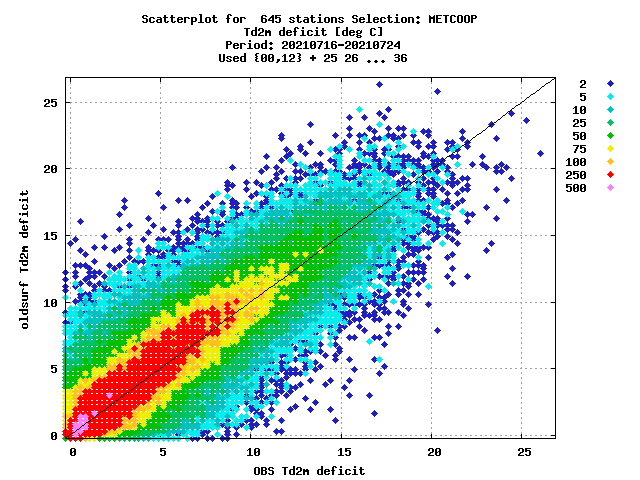 Scatterplot for  645 stations Selection: METCOOP
Td2m deficit [deg C]
Period: 20210716-20210724
Used {00,12} + 25 26 ... 36
2
5
10
25
50
75
100
250
500
25
20
15
10
5
0
oldsurf Td2m deficit
0 5 10 15 20 25
OBS Td2m deficit